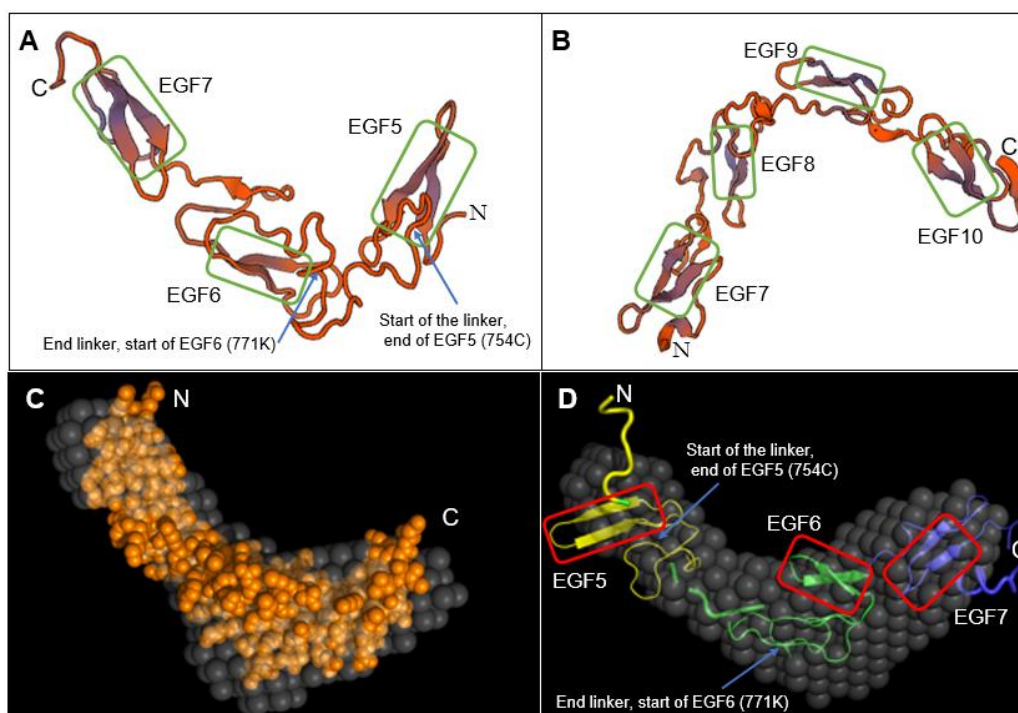 A
EGF7
C
EGF5
N
EGF6
Start of the linker,
end of EGF5 (754C)
End linker, start of EGF6 (771K)
B
EGF9
C
EGF8
EGF10
EGF7
N
C
N
C
D
N
Start of the linker,
end of EGF5 (754C)
EGF6
C
EGF5
EGF7
End linker, start of EGF6 (771K)